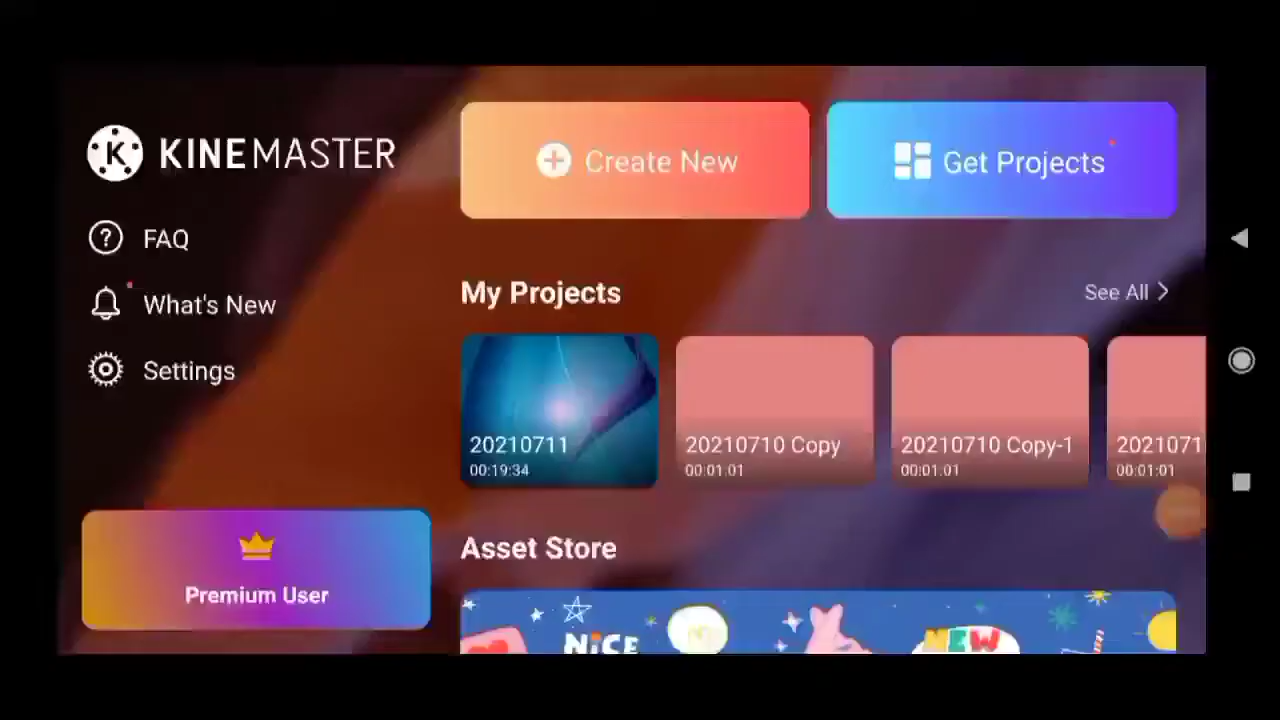 KINEMASTER
FAQ
What's New
Settings
Premium User
Create New
Get Projects
My Projects
See All
20210711
00:19:34
20210710 Copy
00:01:01
20210710 Copy-1
00:01:01
2021071
00:01:01
Asset Store
NiCE
NEW